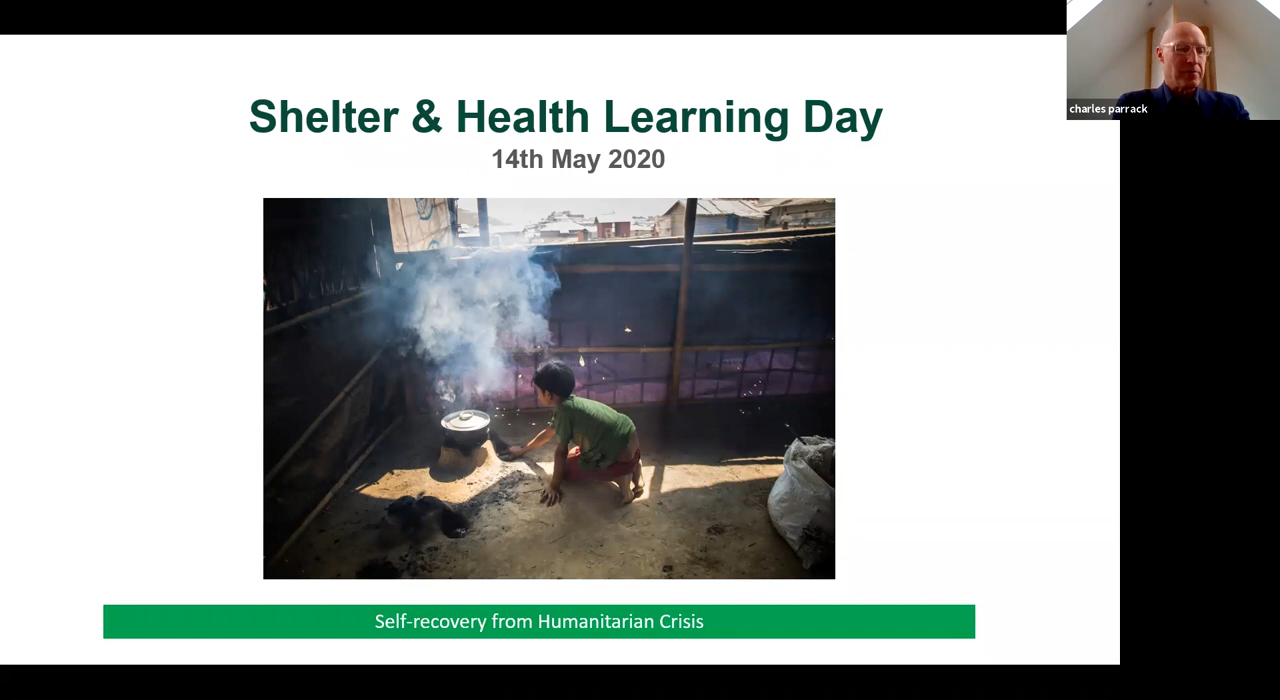 Shelter & Health Learning Day
14th May 2020
charles parrack
Self-recovery from Humanitarian Crisis